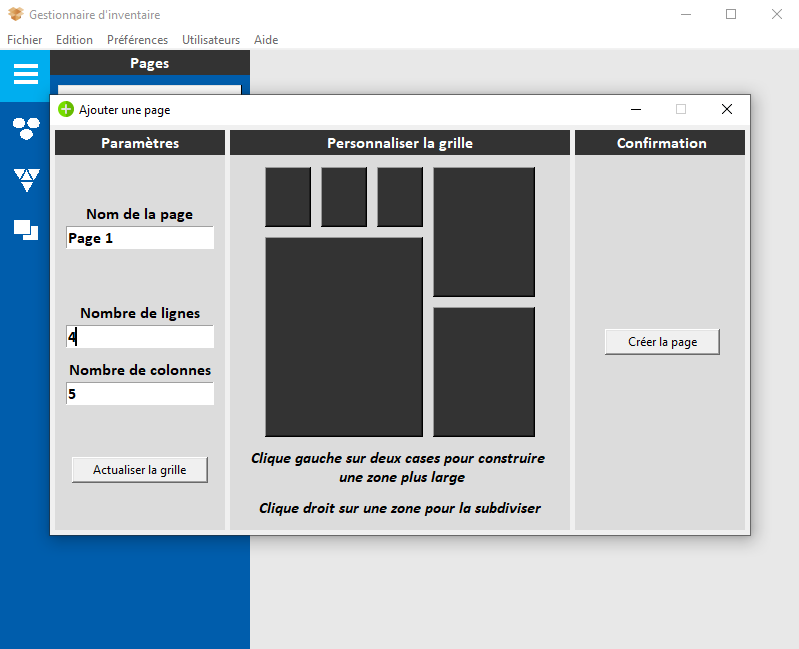 Gestionnaire d'inventaire
Fichier Edition Préférences Utilisateurs Aide
Pages
Ajouter une page
Paramètres
Nom de la page
Page 1
Nombre de lignes
4
Nombre de colonnes
5
Actualiser la grille
Personnaliser la grille
Clique gauche sur deux cases pour construire
une zone plus large
Clique droit sur une zone pour la subdiviser
Confirmation
Créer la page